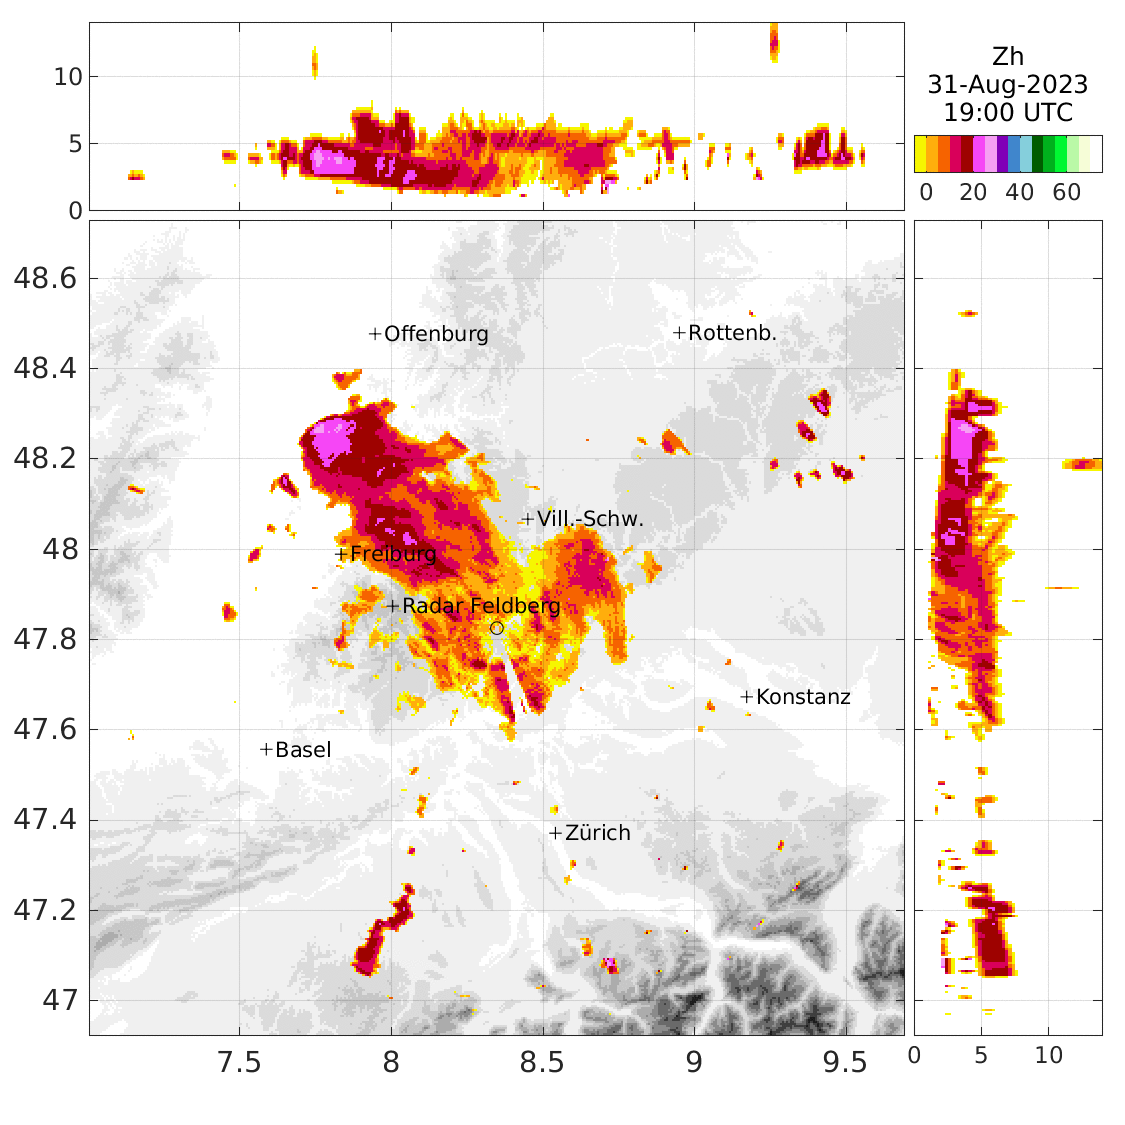 10
5
0
Zh
31-Aug-2023
19:00 UTC
0 20 40 60
48.6
48.4
48.2
48
47.8
47.6
47.4
47.2
47
+Offenburg
+Rottenb.
+Vill.-Schw.
+Freiburg
+Radar Feldberg
+Konstanz
+Basel
+Zürich
7.5 8 8.5 9 9.5
0 5 10